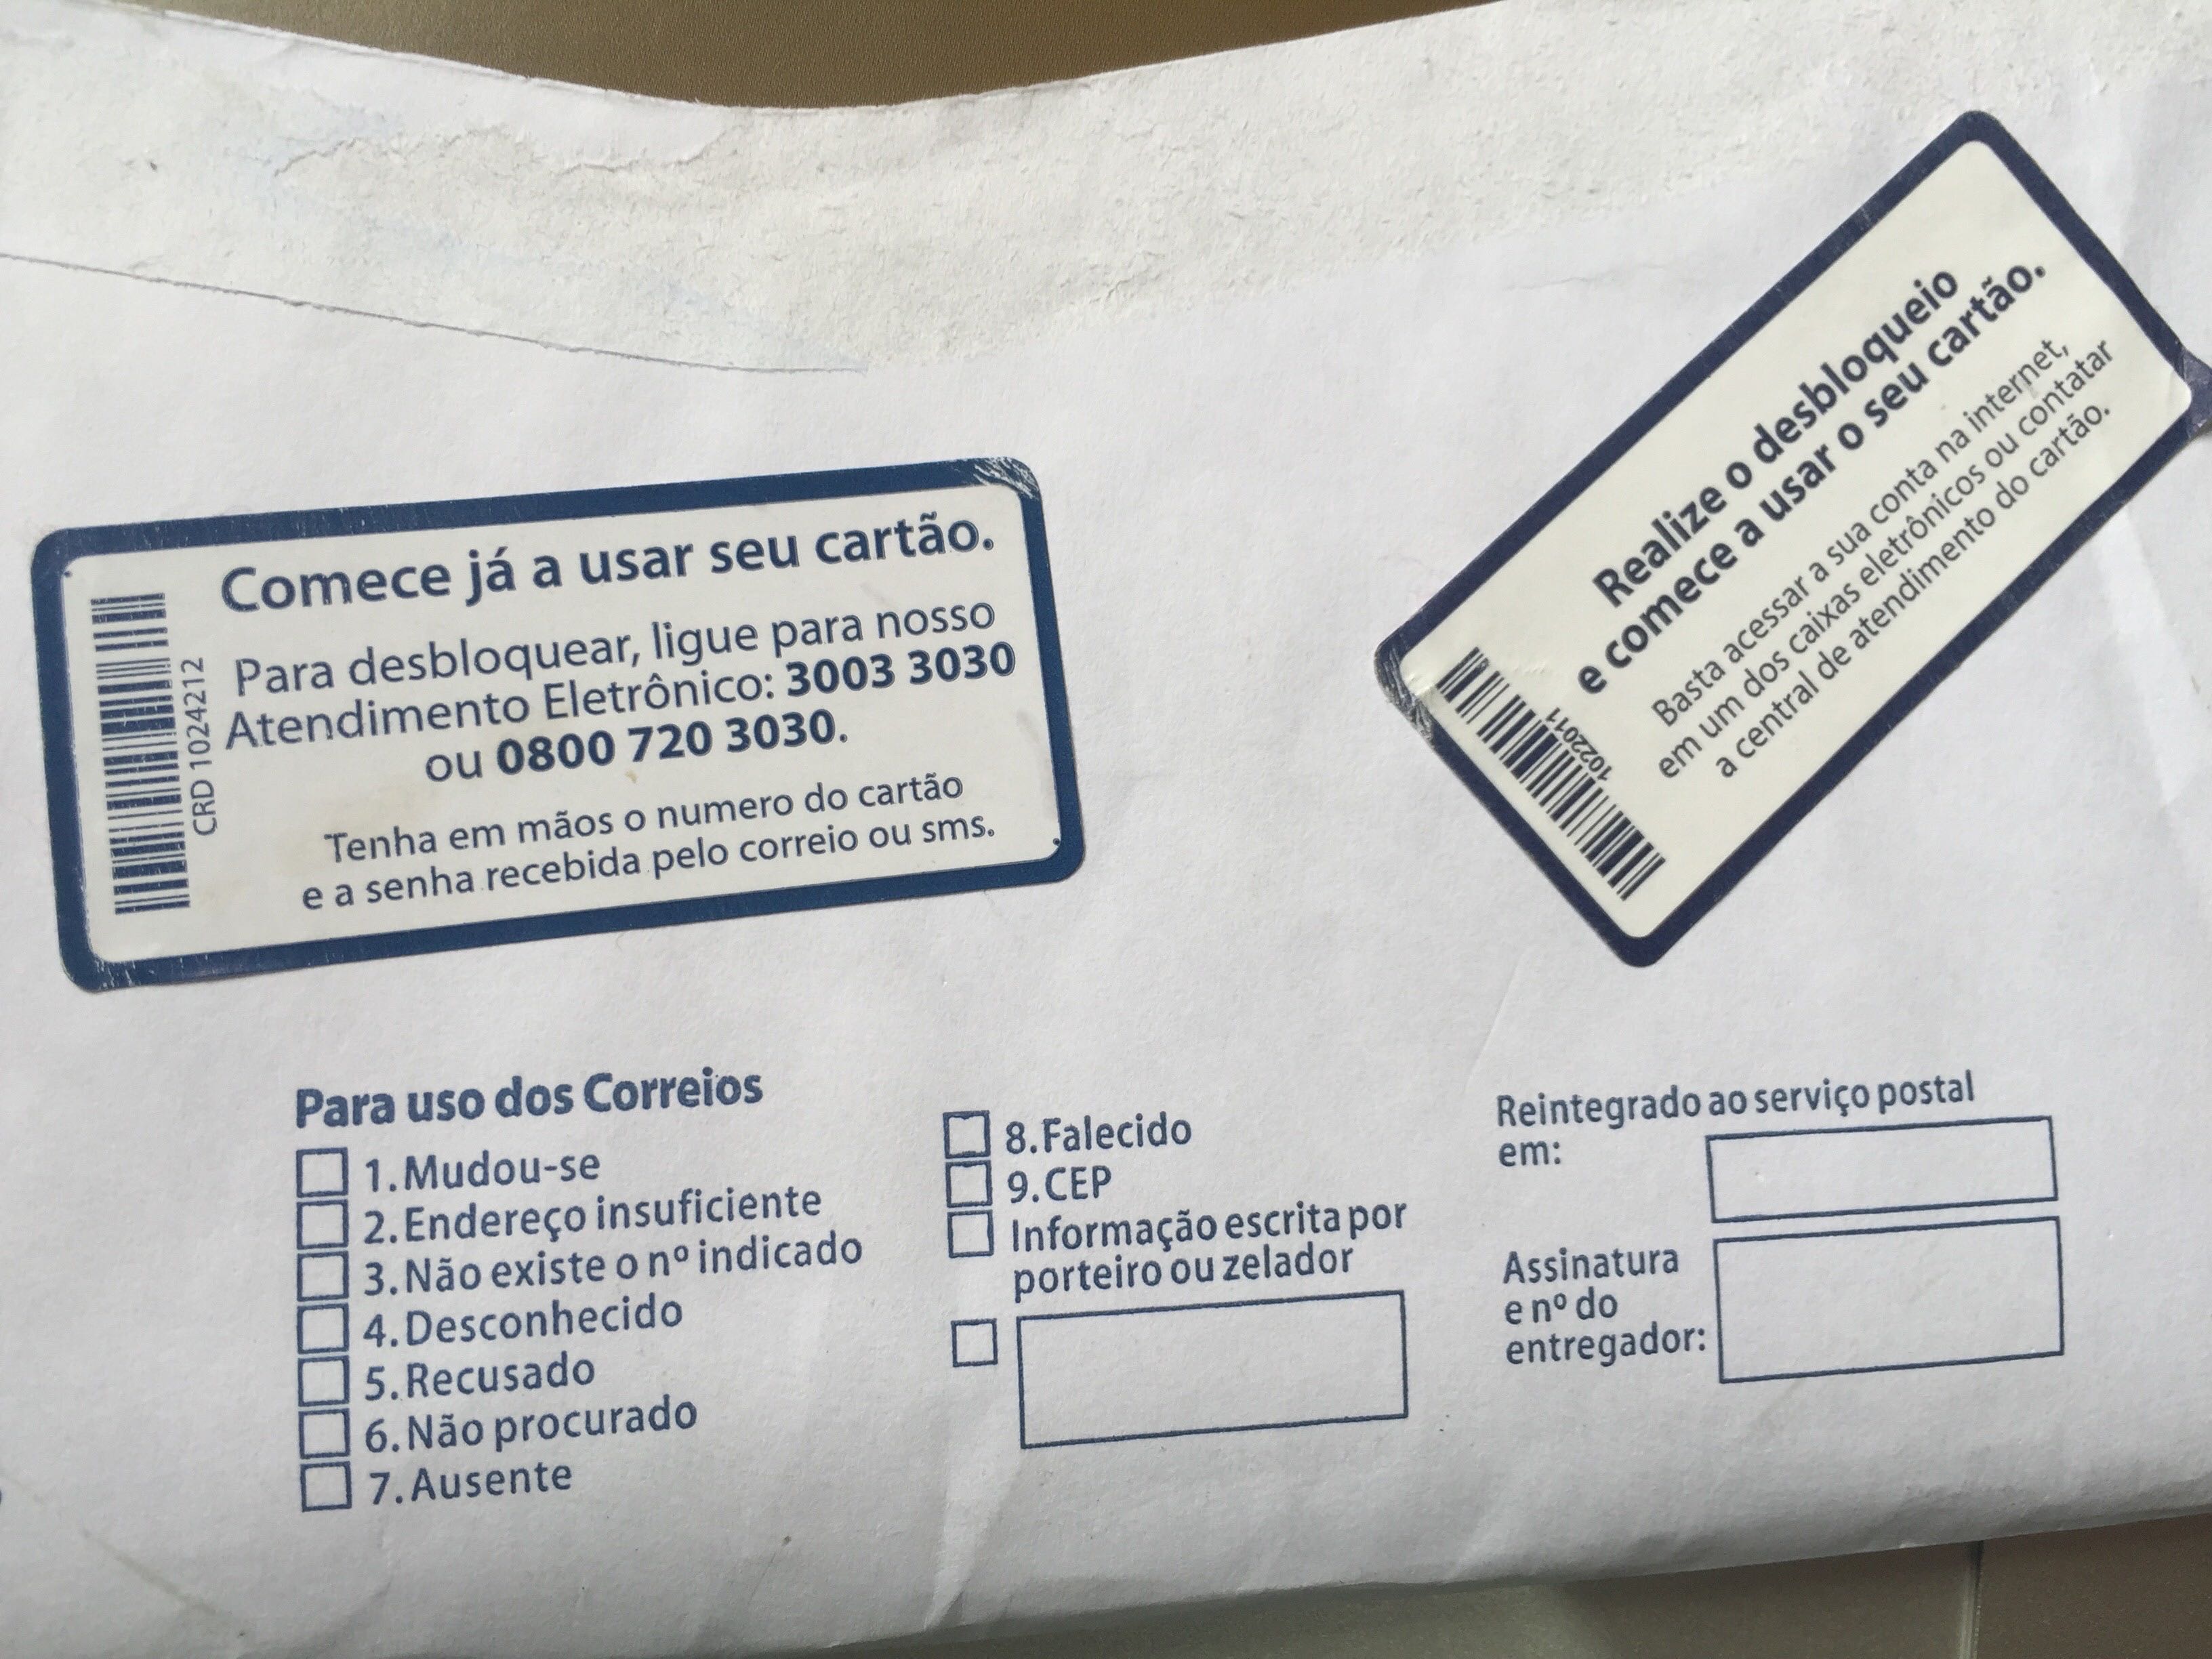 Comece já a usar seu cartão.
Para desbloquear, ligue para nosso
Atendimento Eletrônico: 3003 3030
ou 0800 720 3030.
Tenha em mãos o numero do cartão
e a senha recebida pelo correio ou sms.
CRD 1024212
Realize o desbloqueio
e comece a usar o seu cartão.
Basta acessar a sua conta na internet,
em um dos caixas eletrônicos ou contatar
a central de atendimento do cartão.
1022011
Para uso dos Correios
1.Mudou-se
2.Endereço insuficiente
3.Não existe o nº indicado
4.Desconhecido
5.Recusado
6.Não procurado
7.Ausente
8.Falecido
9.CEP
Informação escrita por
porteiro ou zelador
Reintegrado ao serviço postal
em:
Assinatura
e nº do
entregador: